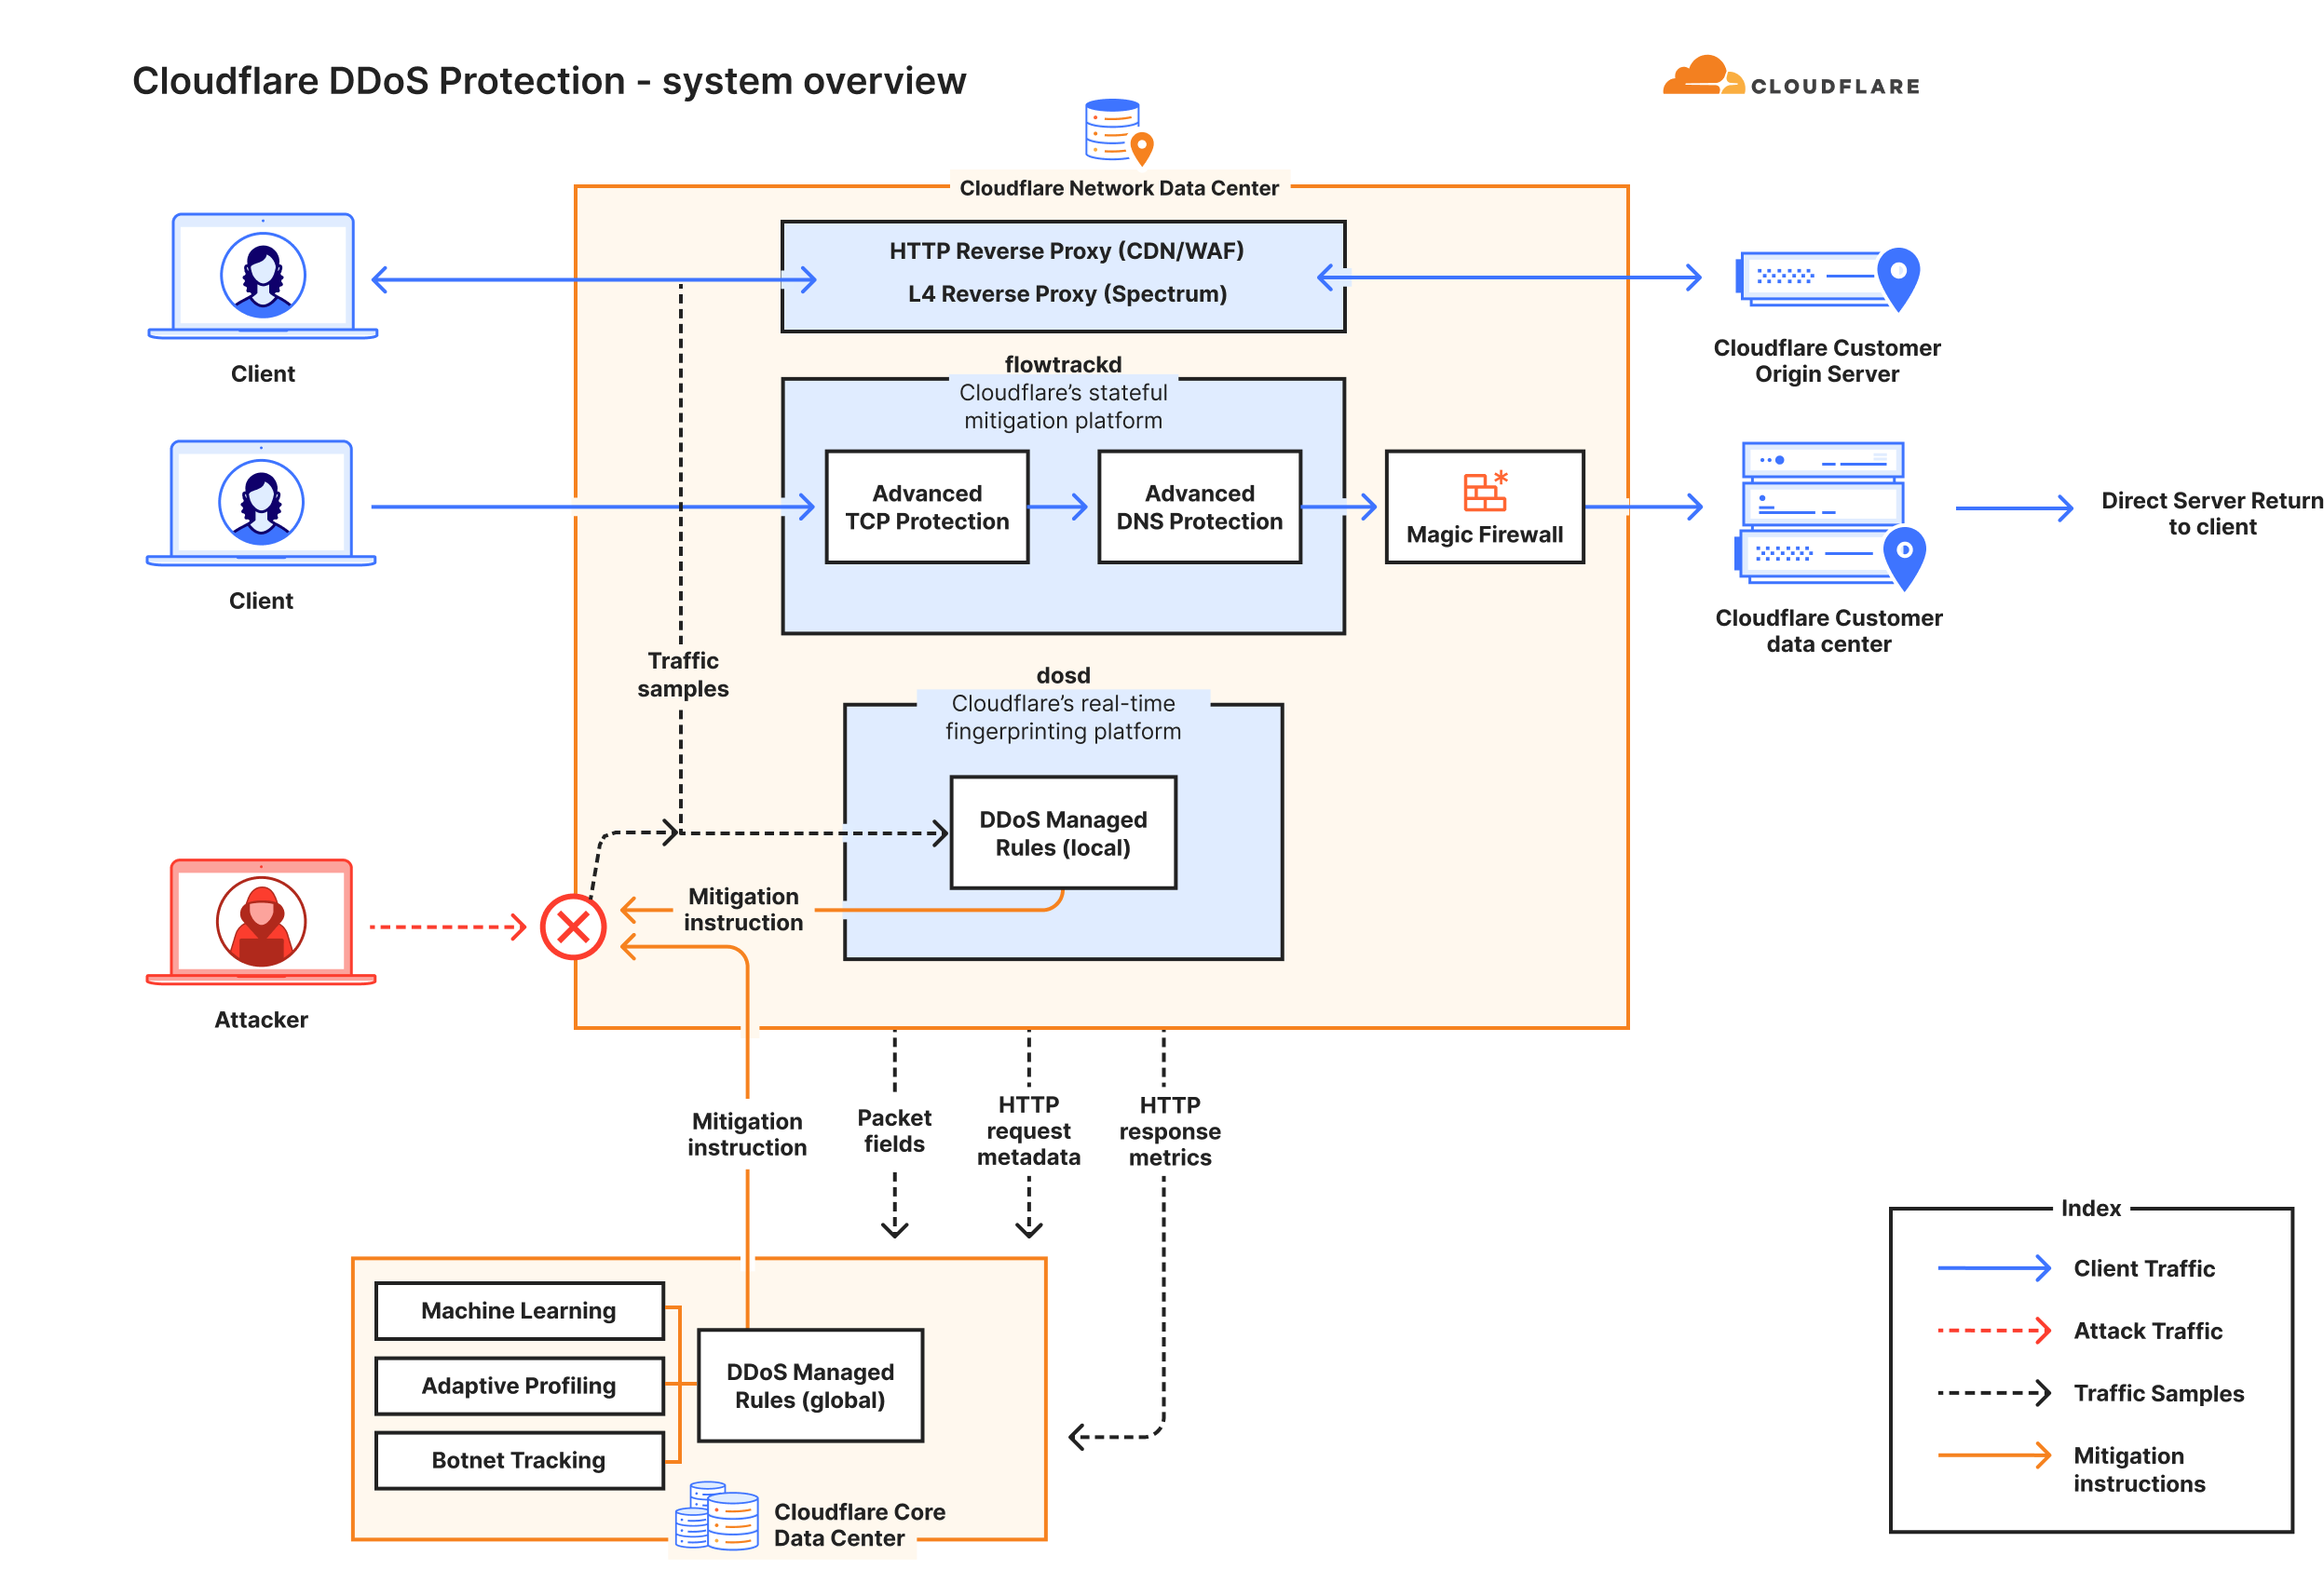 Cloudflare DDoS Protection - system overview
CLOUDFLARE
Cloudflare Network Data Center
HTTP Reverse Proxy (CDN/WAF)
L4 Reverse Proxy (Spectrum)
Client
Cloudflare Customer
Origin Server
flowtrackd
Cloudflare’s stateful
mitigation platform
Advanced
TCP Protection
Advanced
DNS Protection
Magic Firewall
Direct Server Return
to client
Client
Cloudflare Customer
data center
Traffic
samples
dosd
Cloudflare’s real-time
fingerprinting platform
DDoS Managed
Rules (local)
Mitigation
instruction
Attacker
Mitigation
instruction
Packet
fields
HTTP
request
metadata
HTTP
response
metrics
Machine Learning
Adaptive Profiling
Botnet Tracking
DDoS Managed
Rules (global)
Cloudflare Core
Data Center
Index
Client Traffic
Attack Traffic
Traffic Samples
Mitigation
instructions